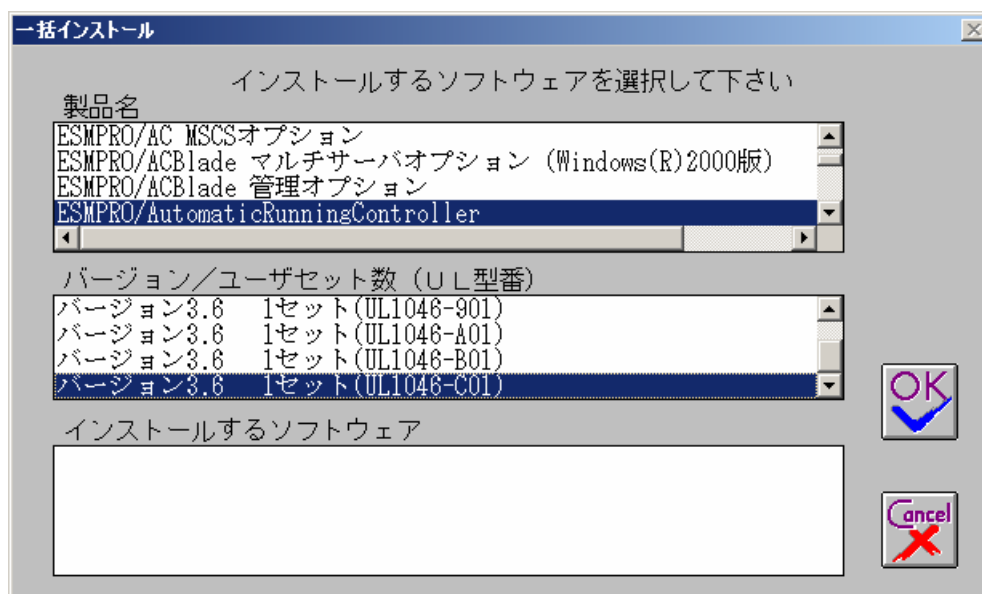 一括インストール
インストールするソフトウェアを選択して下さい
製品名
ESMPRO/AC MSCSオプション
ESMPRO/ACBlade マルチサーバオプション (Windows(R)2000版)
ESMPRO/ACBlade 管理オプション
ESMPRO/AutomaticRunningController
バージョン／ユーザセット数（ＵＬ型番）
バージョン3.6 1セット(UL1046-901)
バージョン3.6 1セット(UL1046-A01)
バージョン3.6 1セット(UL1046-B01)
バージョン3.6 1セット(UL1046-C01)
OK
インストールするソフトウェア
Cancel